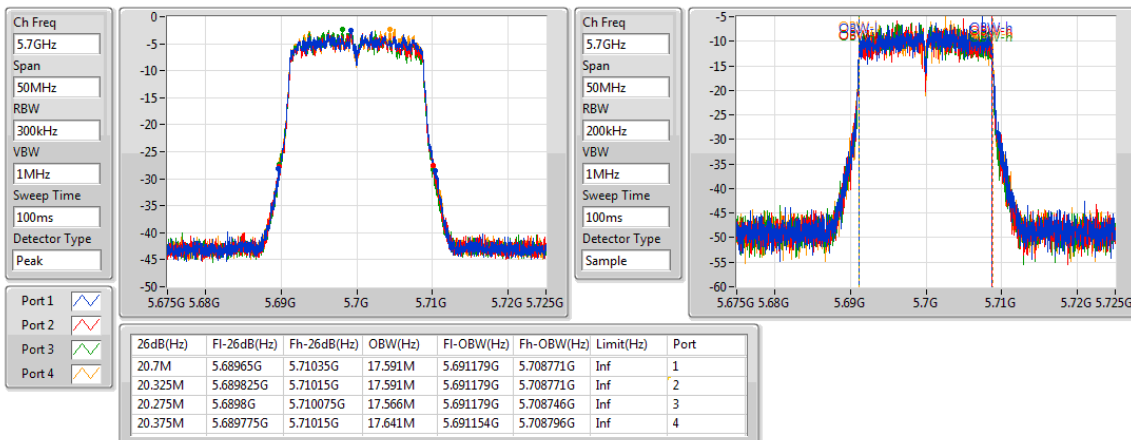 Ch Freq
5.7GHz
Span
50MHz
RBW
300kHz
VBW
1MHz
Sweep Time
100ms
Detector Type
Peak
0
-5
-10
-15
-20
-25
-30
-35
-40
-45
-50
5.675G 5.68G 5.69G 5.7G 5.71G 5.72G 5.725G
Ch Freq
5.7GHz
Span
50MHz
RBW
200kHz
VBW
1MHz
Sweep Time
100ms
Detector Type
Sample
-5
-10
-15
-20
-25
-30
-35
-40
-45
-50
-55
-60
5.675G 5.68G 5.69G 5.7G 5.71G 5.72G 5.725G
Port 1
Port 2
Port 3
Port 4
26dB(Hz) Fl-26dB(Hz) Fh-26dB(Hz) OBW(Hz) Fl-OBW(Hz) Fh-OBW(Hz) Limit(Hz) Port
20.7M 5.68965G 5.71035G 17.591M 5.691179G 5.708771G Inf 1
20.325M 5.689825G 5.71015G 17.591M 5.691179G 5.708771G Inf 2
20.275M 5.6898G 5.710075G 17.566M 5.691179G 5.708746G Inf 3
20.375M 5.689775G 5.71015G 17.641M 5.691154G 5.708796G Inf 4